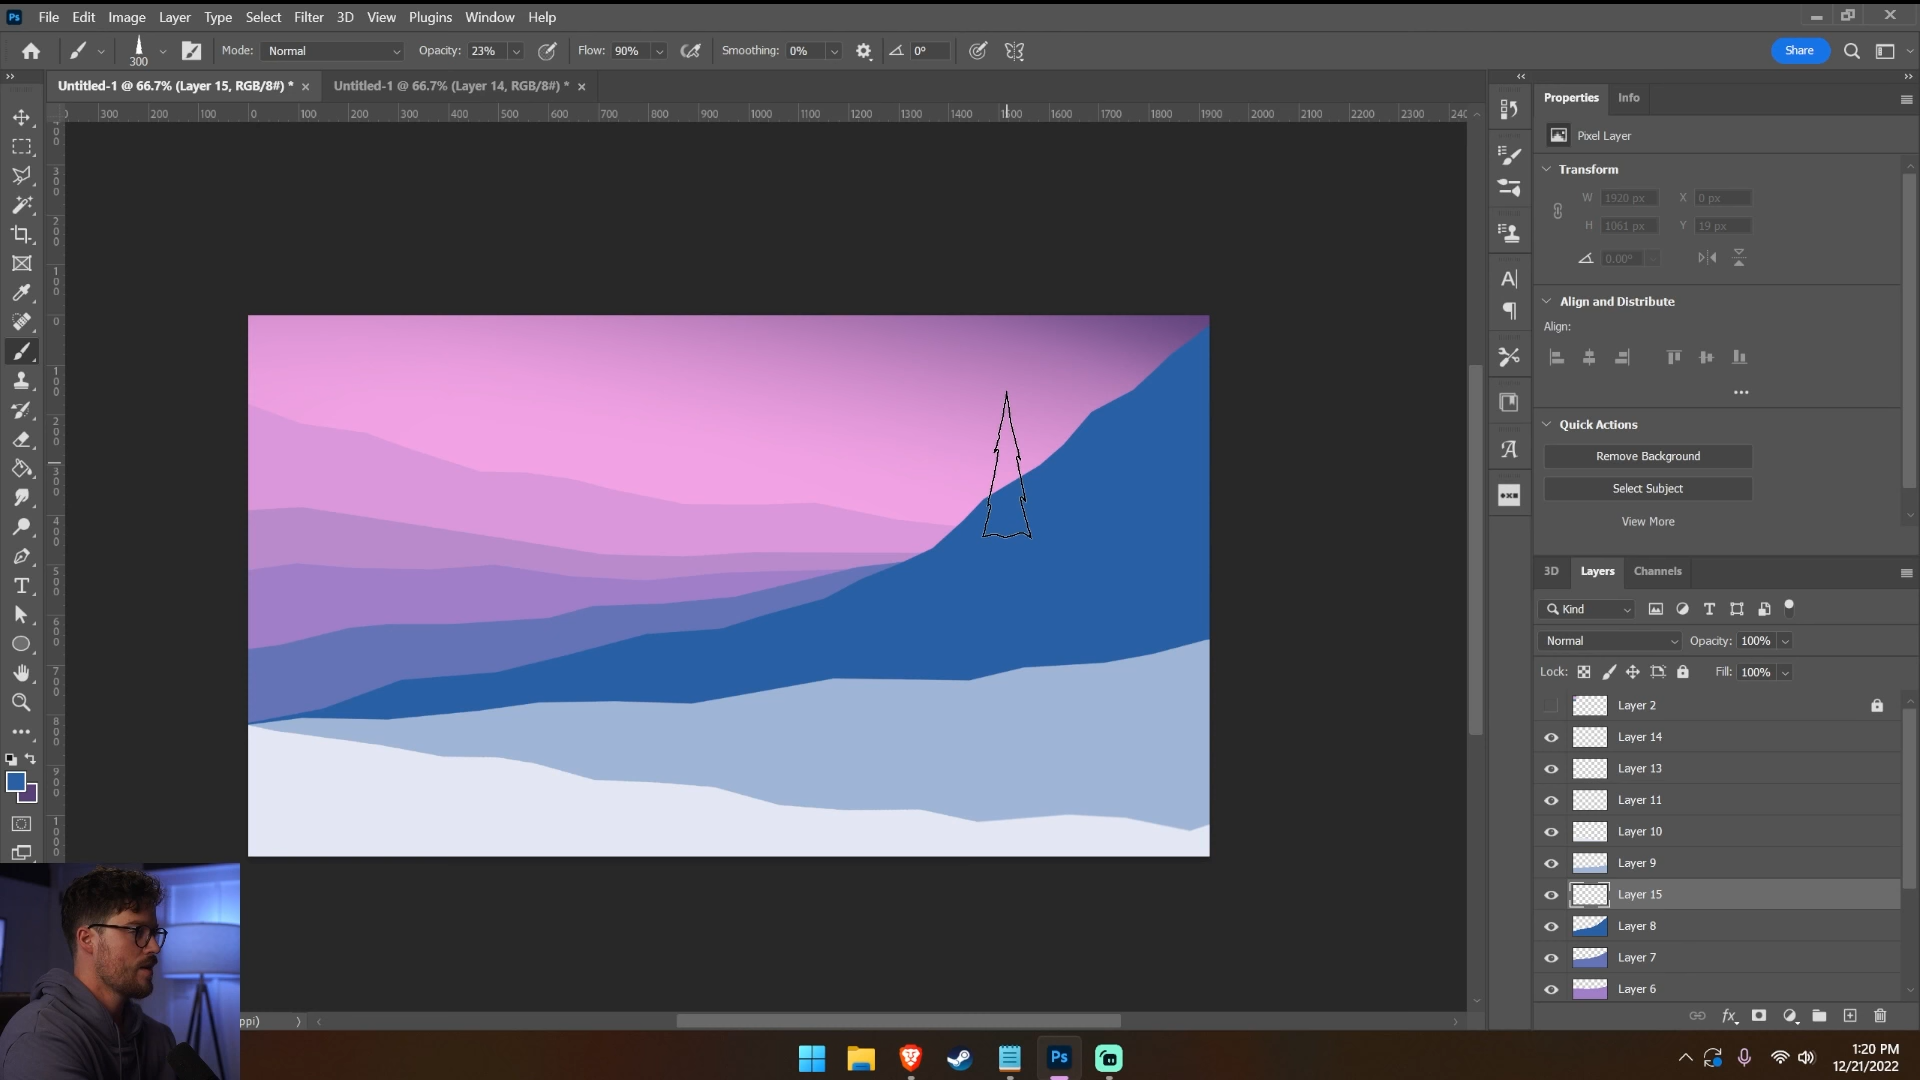 Ps File Edit Image Layer Type Select Filter 3D View Plugins Window Help
300 Mode: Normal Opacity: 23% Flow: 90% Smoothing: 0% 0° Share
Untitled-1 @ 66.7% (Layer 15, RGB/8#) * × Untitled-1 @ 66.7% (Layer 14, RGB/8#) * ×
300 200 100 0 100 200 300 400 500 600 700 800 900 1000 1100 1200 1300 1400 1500 1600 1700 1800 1900 2000 2100 2200 2300 240
Properties Info
Pixel Layer
Transform
W 1920 px X 0 px
H 1061 px Y 19 px
0.00°
Align and Distribute
Align:
Quick Actions
Remove Background
Select Subject
View More
3D Layers Channels
Kind
Normal Opacity: 100%
Lock: Fill: 100%
Layer 2
Layer 14
Layer 13
Layer 11
Layer 10
Layer 9
Layer 15
Layer 8
Layer 7
Layer 6
fx
ppi)
Ps
1:20 PM
12/21/2022